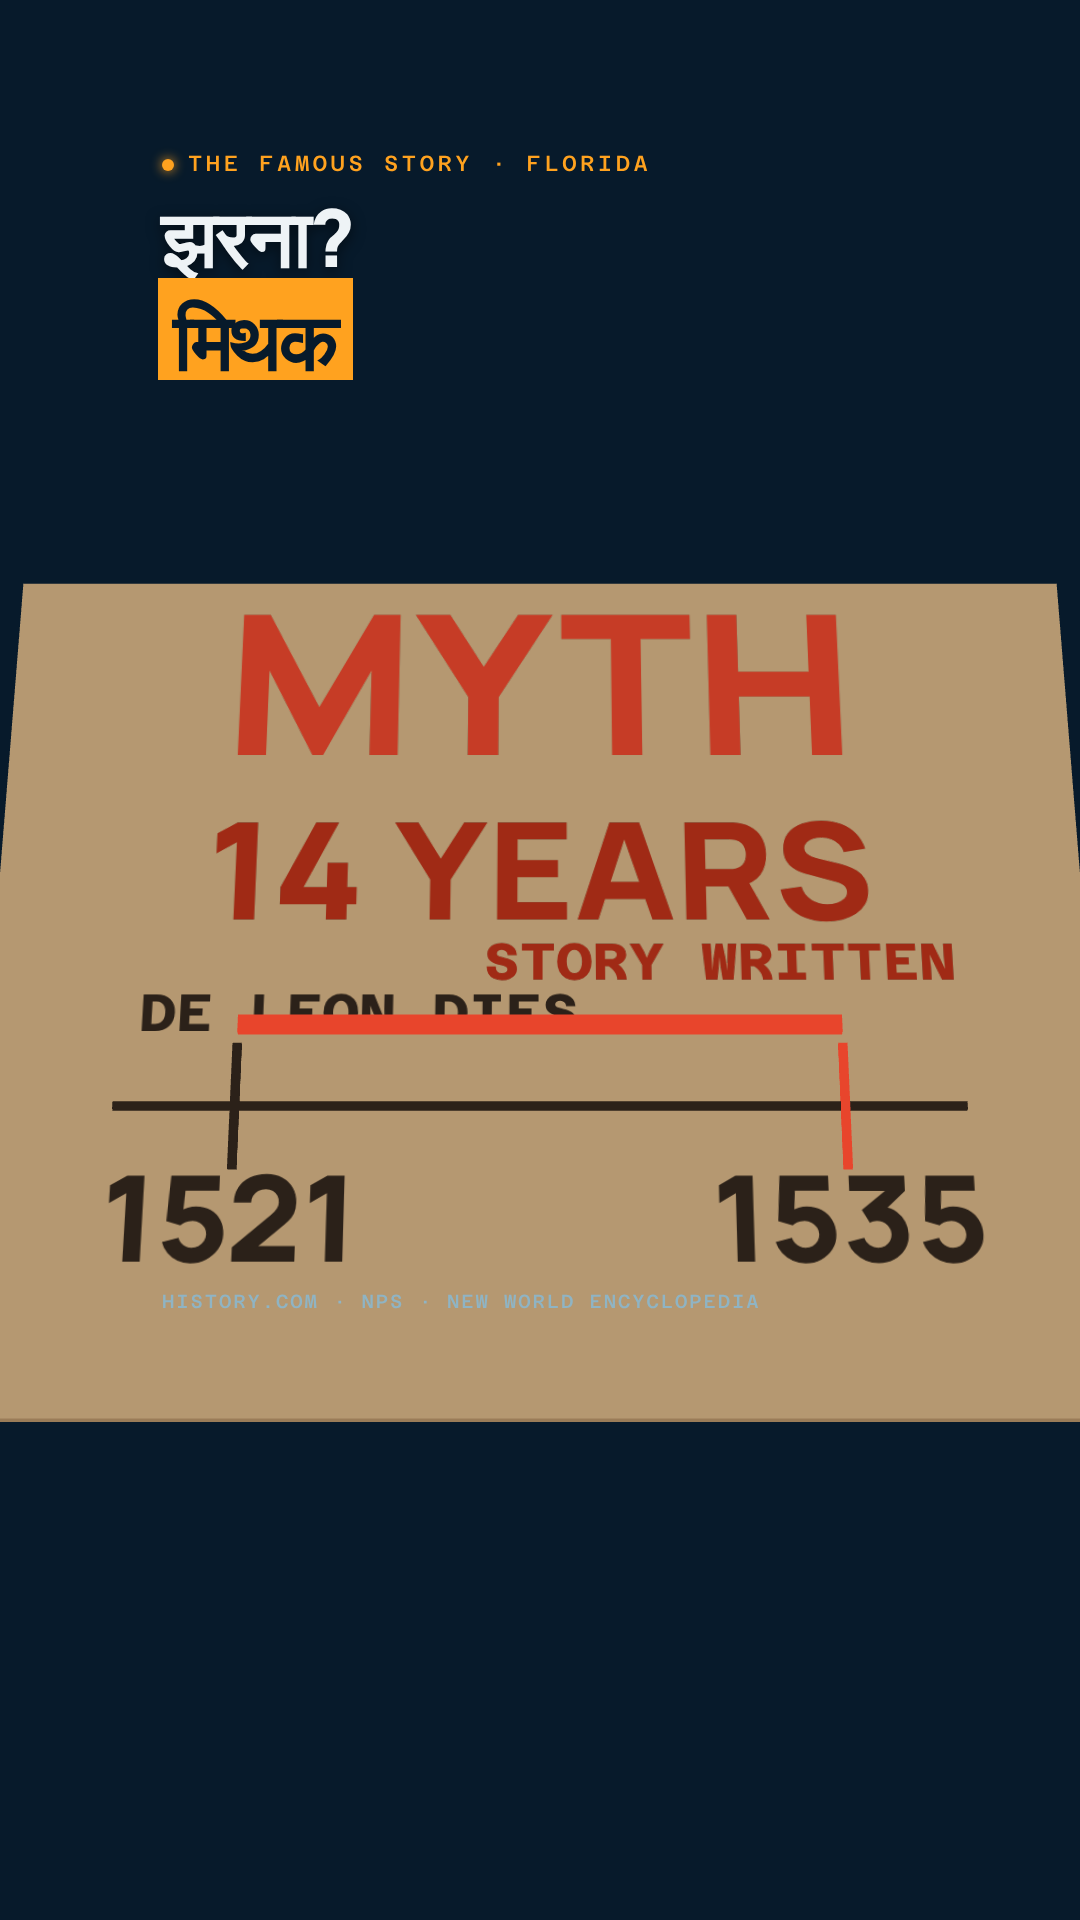 THE FAMOUS STORY · FLORIDA
झरना?
मिथक
MYTH
14 YEARS
STORY WRITTEN
DE LEON DIES
1521
1535
HISTORY.COM · NPS · NEW WORLD ENCYCLOPEDIA